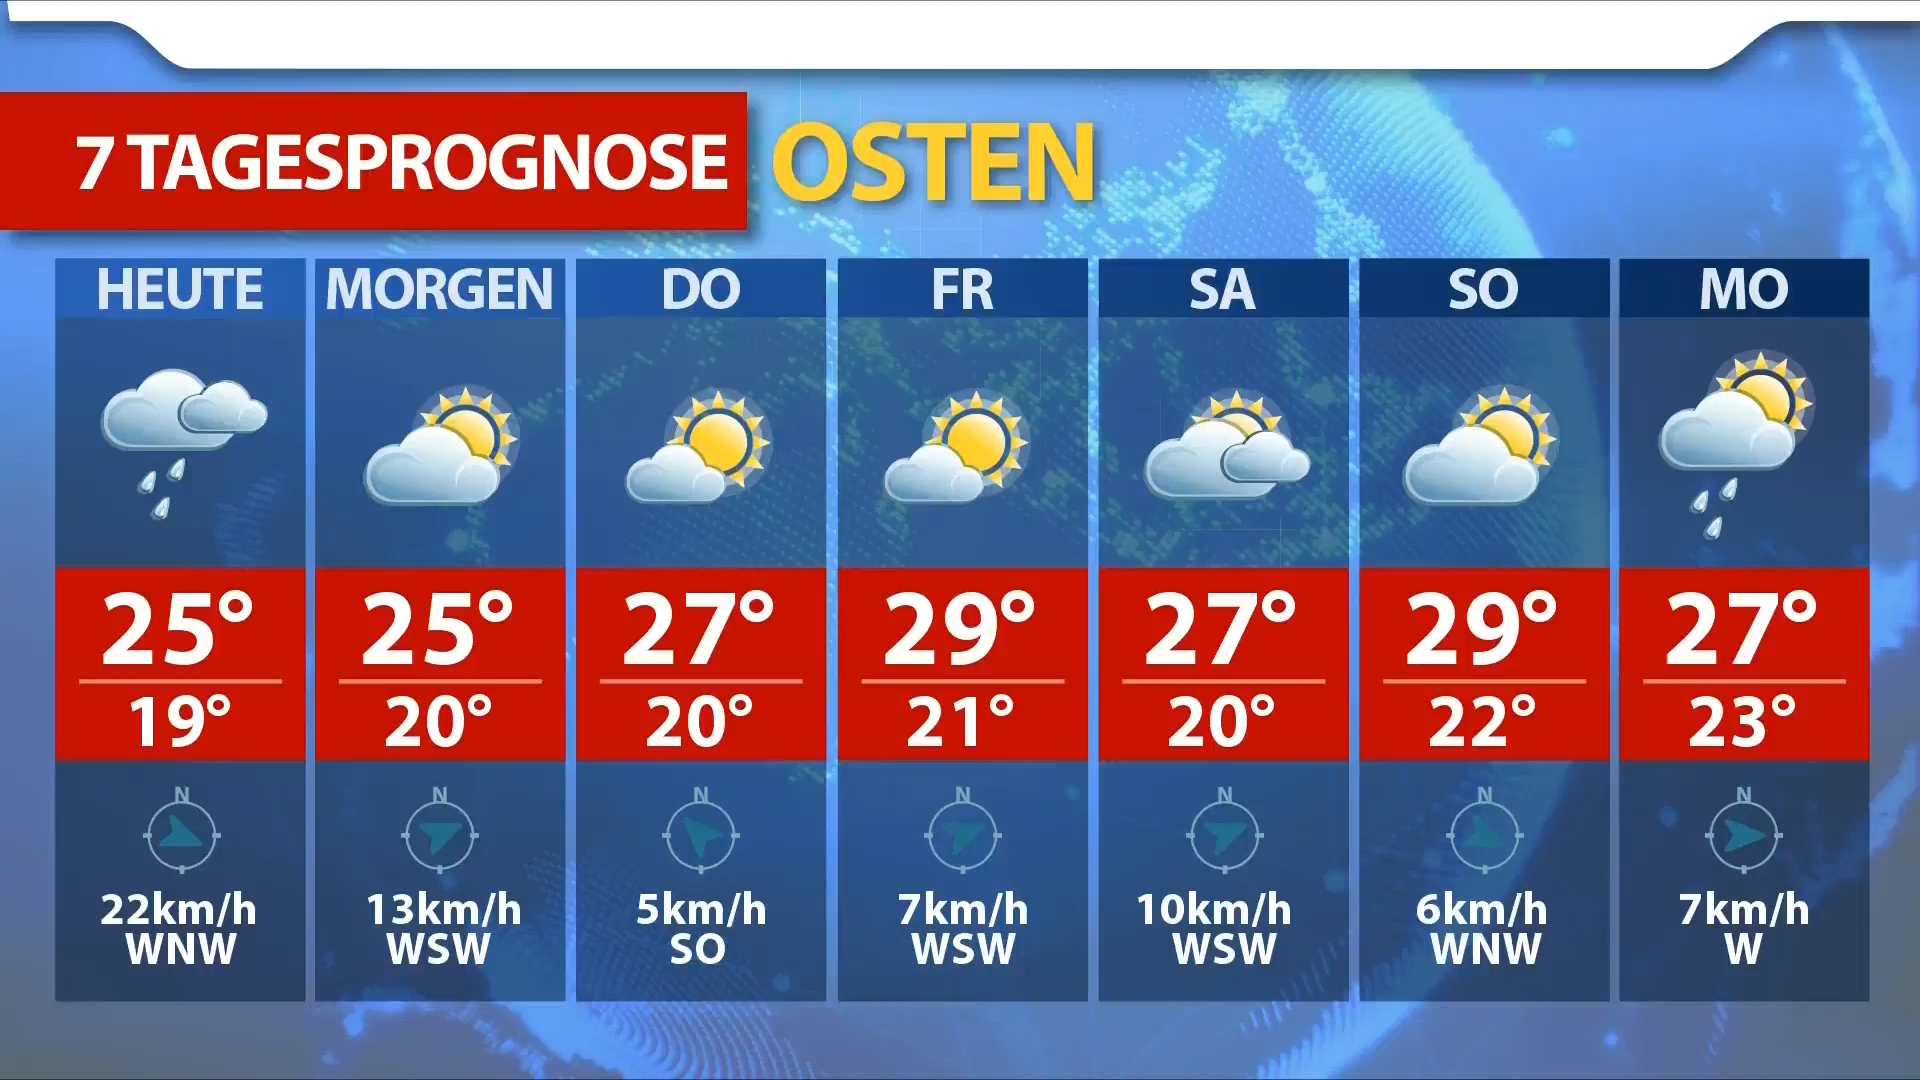 7 TAGESPROGNOSE OSTEN
HEUTE MORGEN DO FR SA SO MO
25° 25° 27° 29° 27° 29° 27°
19° 20° 20° 21° 20° 22° 23°
N N N N N N N
22km/h 13km/h 5km/h 7km/h 10km/h 6km/h 7km/h
WNW WSW SO WSW WSW WNW W